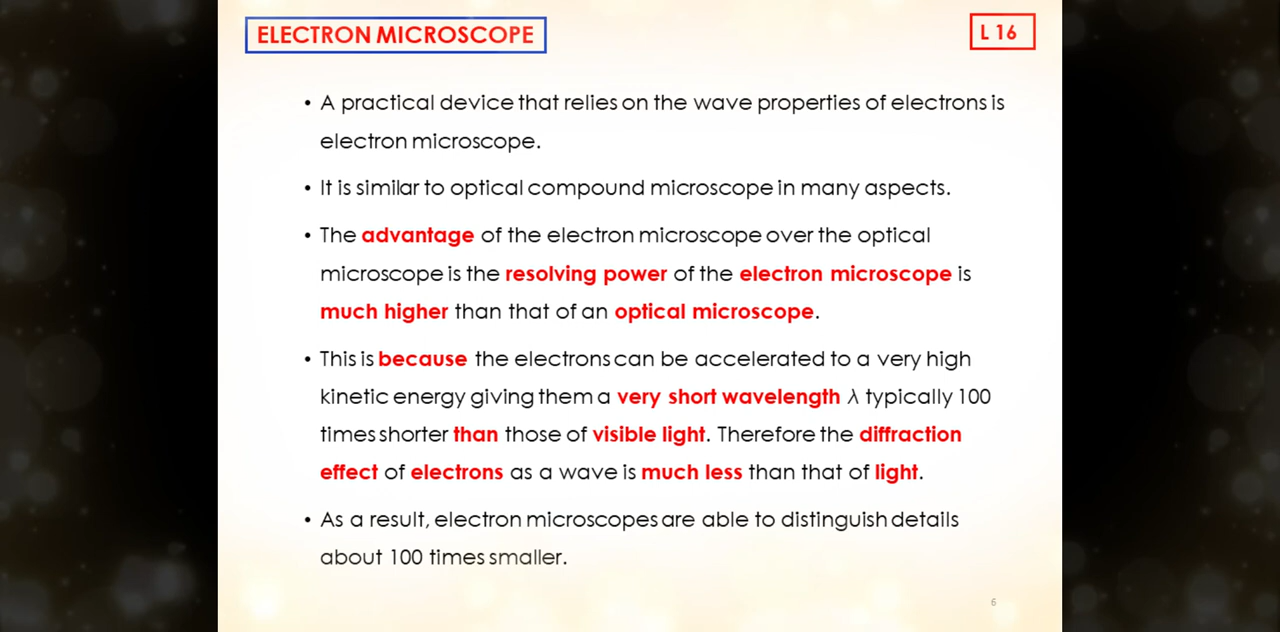 ELECTRON MICROSCOPE
L 16
• A practical device that relies on the wave properties of electrons is
electron microscope.
• It is similar to optical compound microscope in many aspects.
• The advantage of the electron microscope over the optical
microscope is the resolving power of the electron microscope is
much higher than that of an optical microscope.
• This is because the electrons can be accelerated to a very high
kinetic energy giving them a very short wavelength λ typically 100
times shorter than those of visible light. Therefore the diffraction
effect of electrons as a wave is much less than that of light.
• As a result, electron microscopes are able to distinguish details
about 100 times smaller.
6